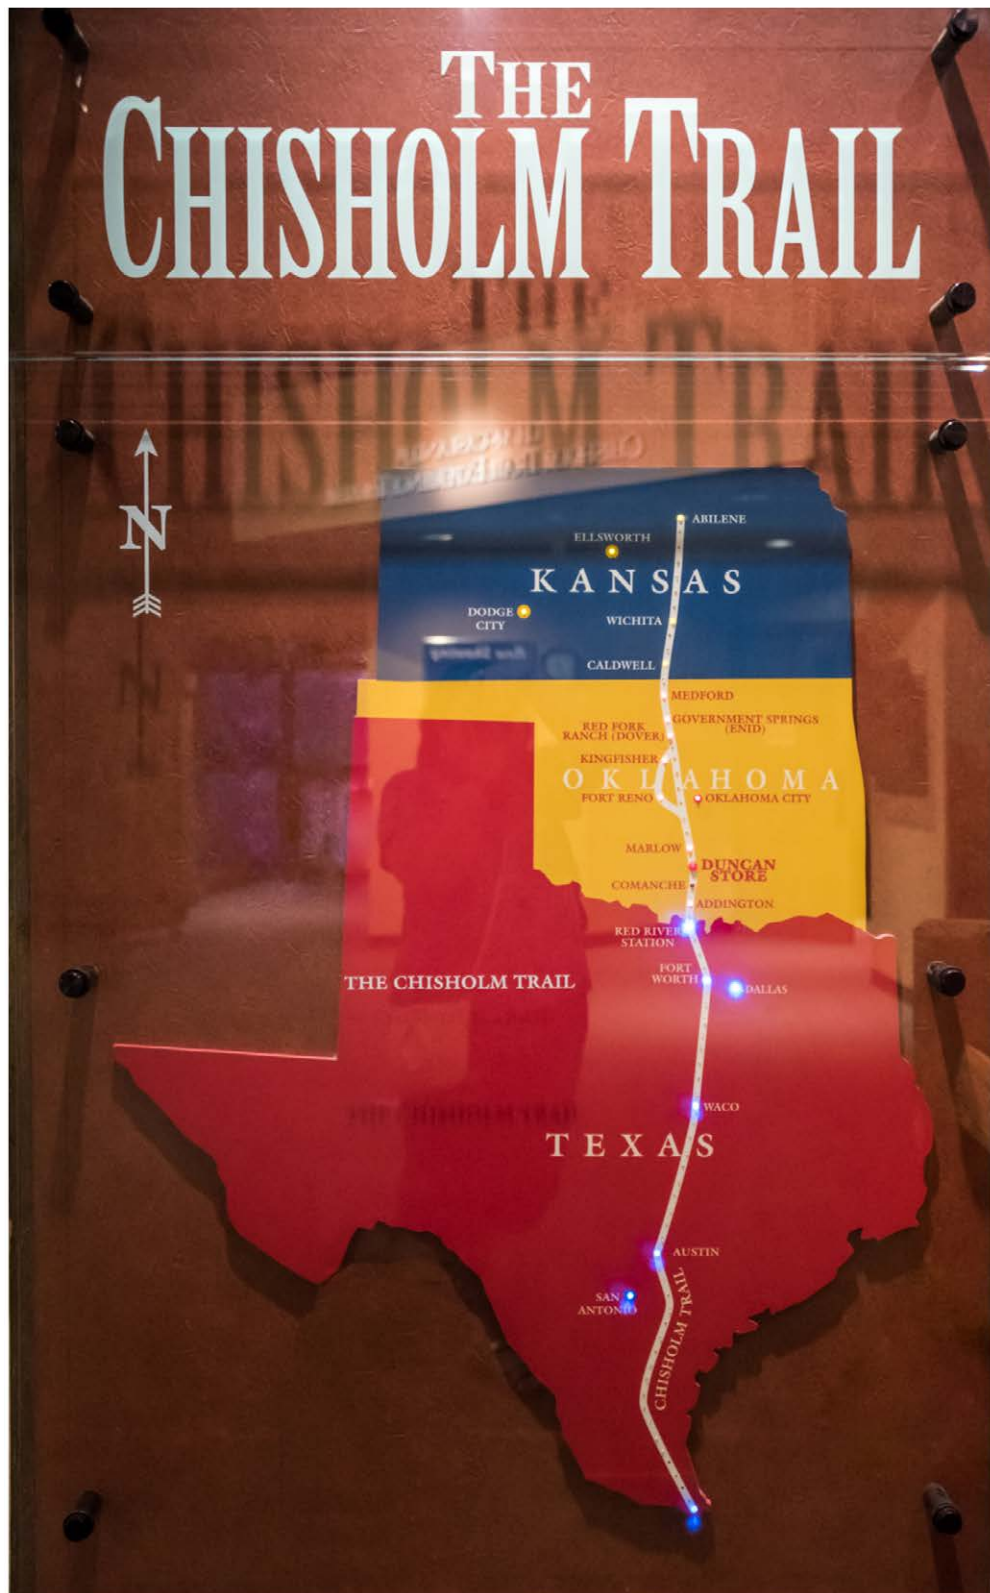 THE
CHISHOLM TRAIL
N
ABILENE
ELLSWORTH
KANSAS
DODGE
CITY
WICHITA
CALDWELL
MEDFORD
GOVERNMENT SPRINGS
(ENID)
RED FORK
RANCH (DOVER)
KINGFISHER
OKLAHOMA
FORT RENO
OKLAHOMA CITY
MARLOW
DUNCAN
STORE
COMANCHE
ADDINGTON
RED RIVER
STATION
FORT
WORTH
DALLAS
THE CHISHOLM TRAIL
WACO
TEXAS
AUSTIN
SAN
ANTONIO
CHISHOLM TRAIL